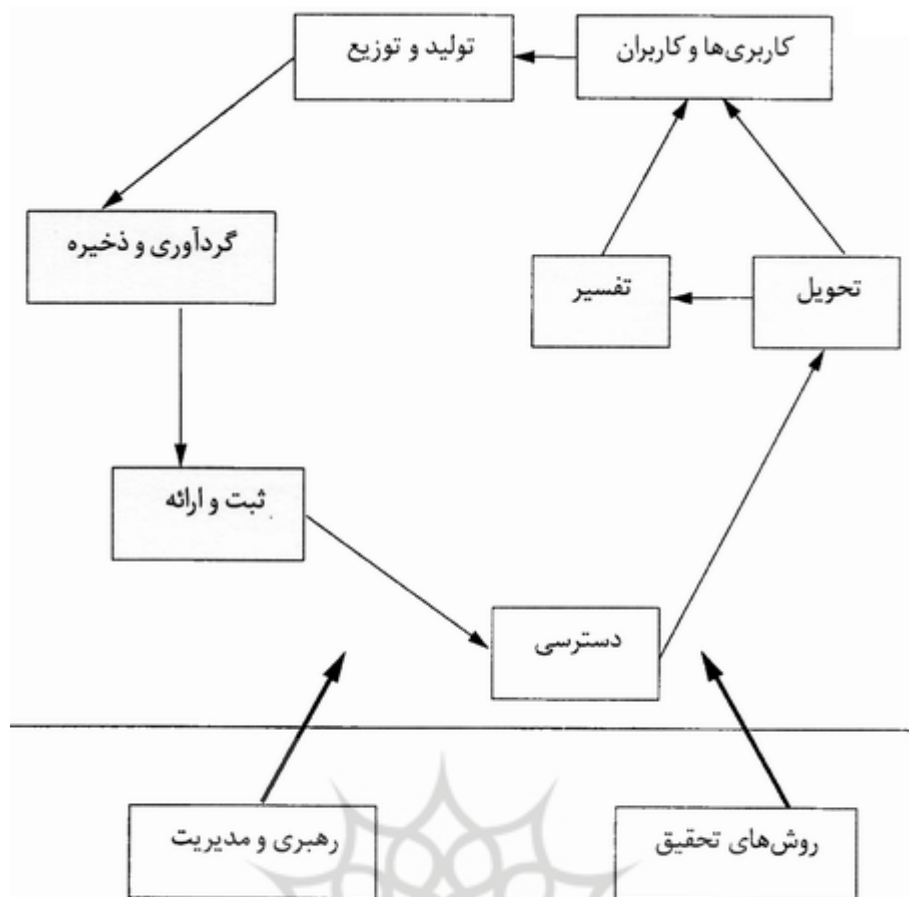 کاربری‌ها و کاربران
تولید و توزیع
گردآوری و ذخیره
تحویل
تفسیر
ثبت و ارائه
دسترسی
روش‌های تحقیق
رهبری و مدیریت